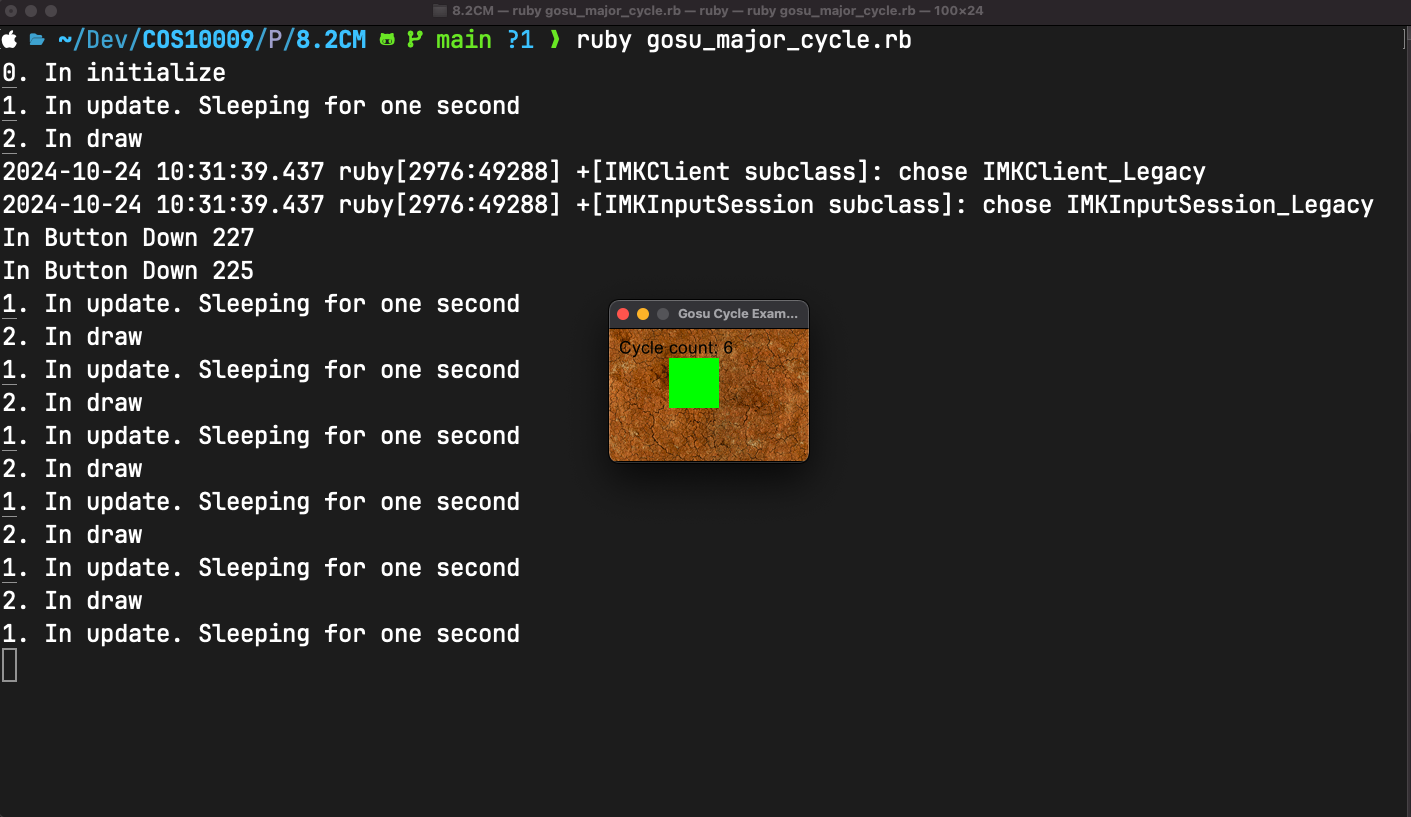 8.2CM — ruby gosu_major_cycle.rb — ruby — ruby gosu_major_cycle.rb — 100×24
~/Dev/COS10009/P/8.2CM main ?1 ❯ ruby gosu_major_cycle.rb
0. In initialize
1. In update. Sleeping for one second
2. In draw
2024-10-24 10:31:39.437 ruby[2976:49288] +[IMKClient subclass]: chose IMKClient_Legacy
2024-10-24 10:31:39.437 ruby[2976:49288] +[IMKInputSession subclass]: chose IMKInputSession_Legacy
In Button Down 227
In Button Down 225
1. In update. Sleeping for one second
2. In draw
1. In update. Sleeping for one second
2. In draw
1. In update. Sleeping for one second
2. In draw
1. In update. Sleeping for one second
2. In draw
1. In update. Sleeping for one second
2. In draw
1. In update. Sleeping for one second
Gosu Cycle Exam...
Cycle count: 6